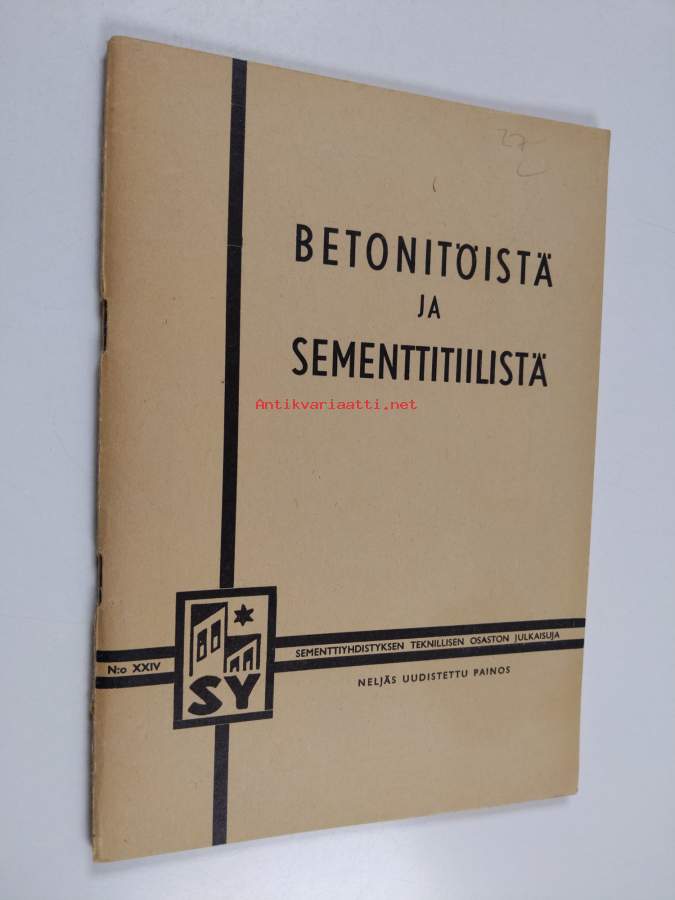 BETONITÖISTÄ
JA
SEMENTTITIILISTÄ
Antikvariaatti.net
N:o XXIV
SEMENTTIYHDISTYKSEN TEKNILLISEN OSASTON JULKAISUJA
SY
NELJÄS UUDISTETTU PAINOS